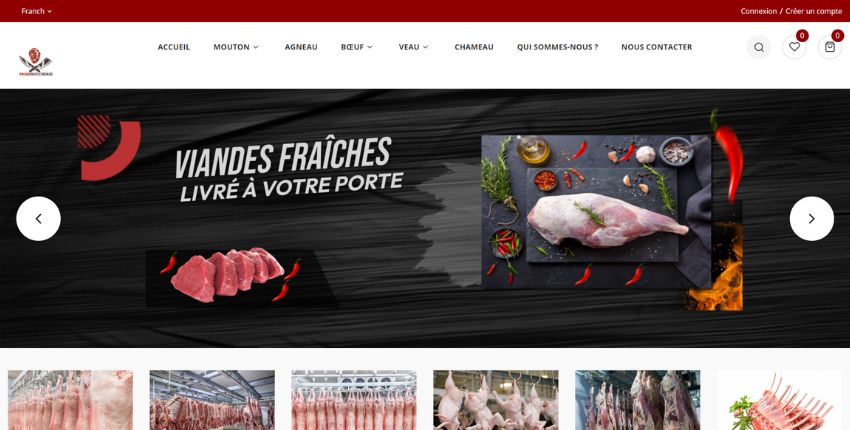 Franch
Connexion / Créer un compte
0
0
ACCUEIL MOUTON AGNEAU BŒUF VEAU CHAMEAU QUI SOMMES-NOUS ? NOUS CONTACTER
VIANDES FRAÎCHES
LIVRÉ À VOTRE PORTE